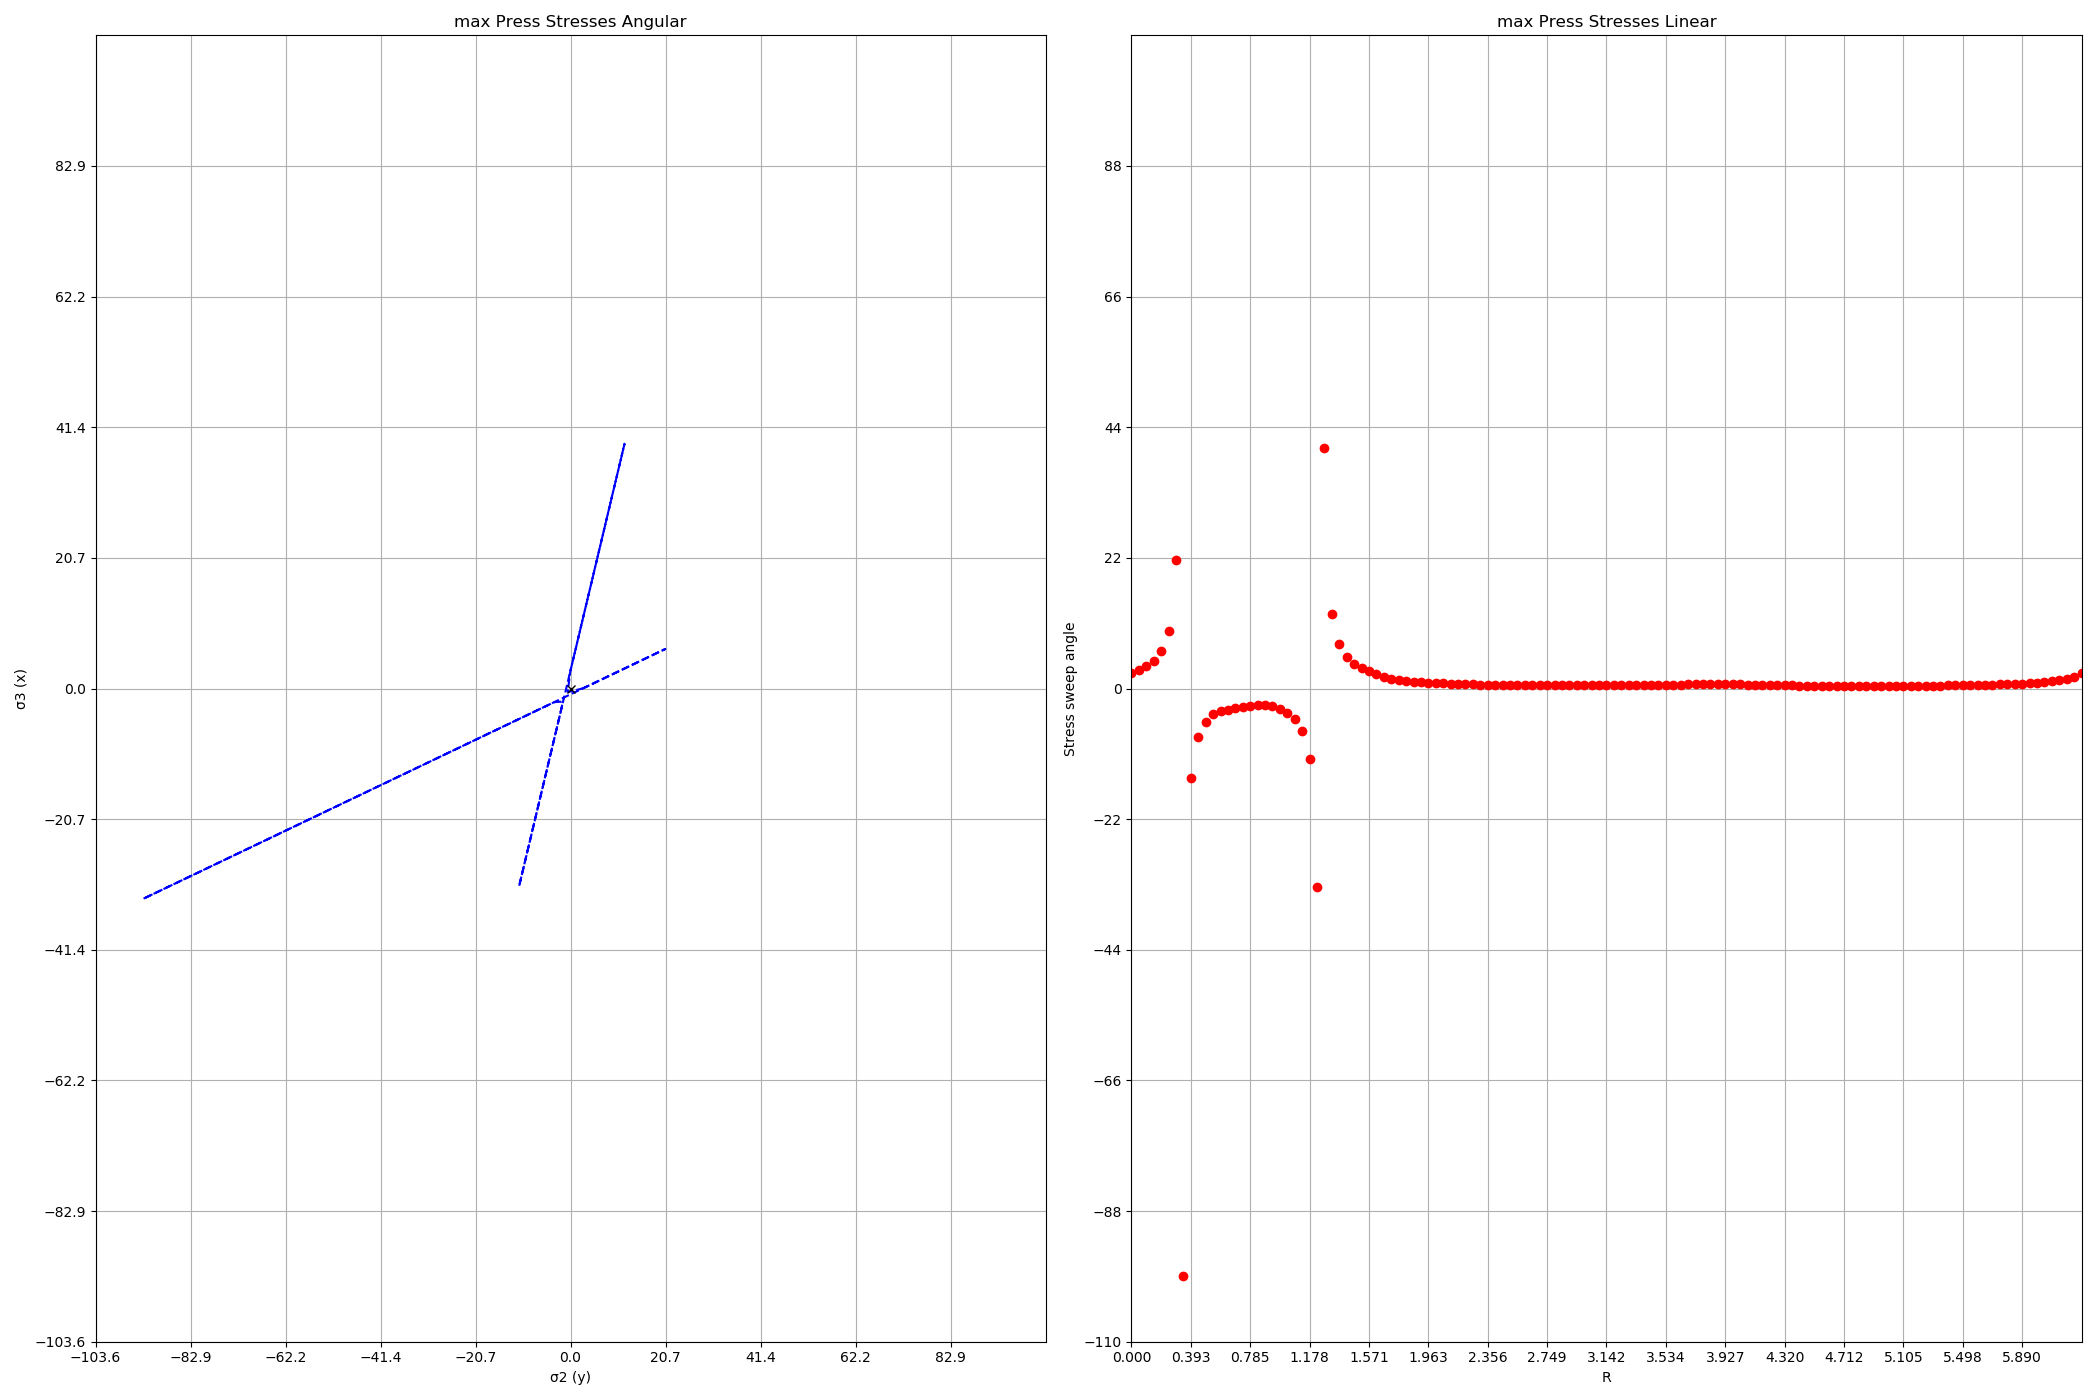 max Press Stresses Angular
max Press Stresses Linear
82.9
62.2
41.4
20.7
0.0
−20.7
−41.4
−62.2
−82.9
−103.6
σ3 (x)
−103.6 −82.9 −62.2 −41.4 −20.7 0.0 20.7 41.4 62.2 82.9
σ2 (y)
88
66
44
22
0
−22
−44
−66
−88
−110
Stress sweep angle
0.000 0.393 0.785 1.178 1.571 1.963 2.356 2.749 3.142 3.534 3.927 4.320 4.712 5.105 5.498 5.890
R